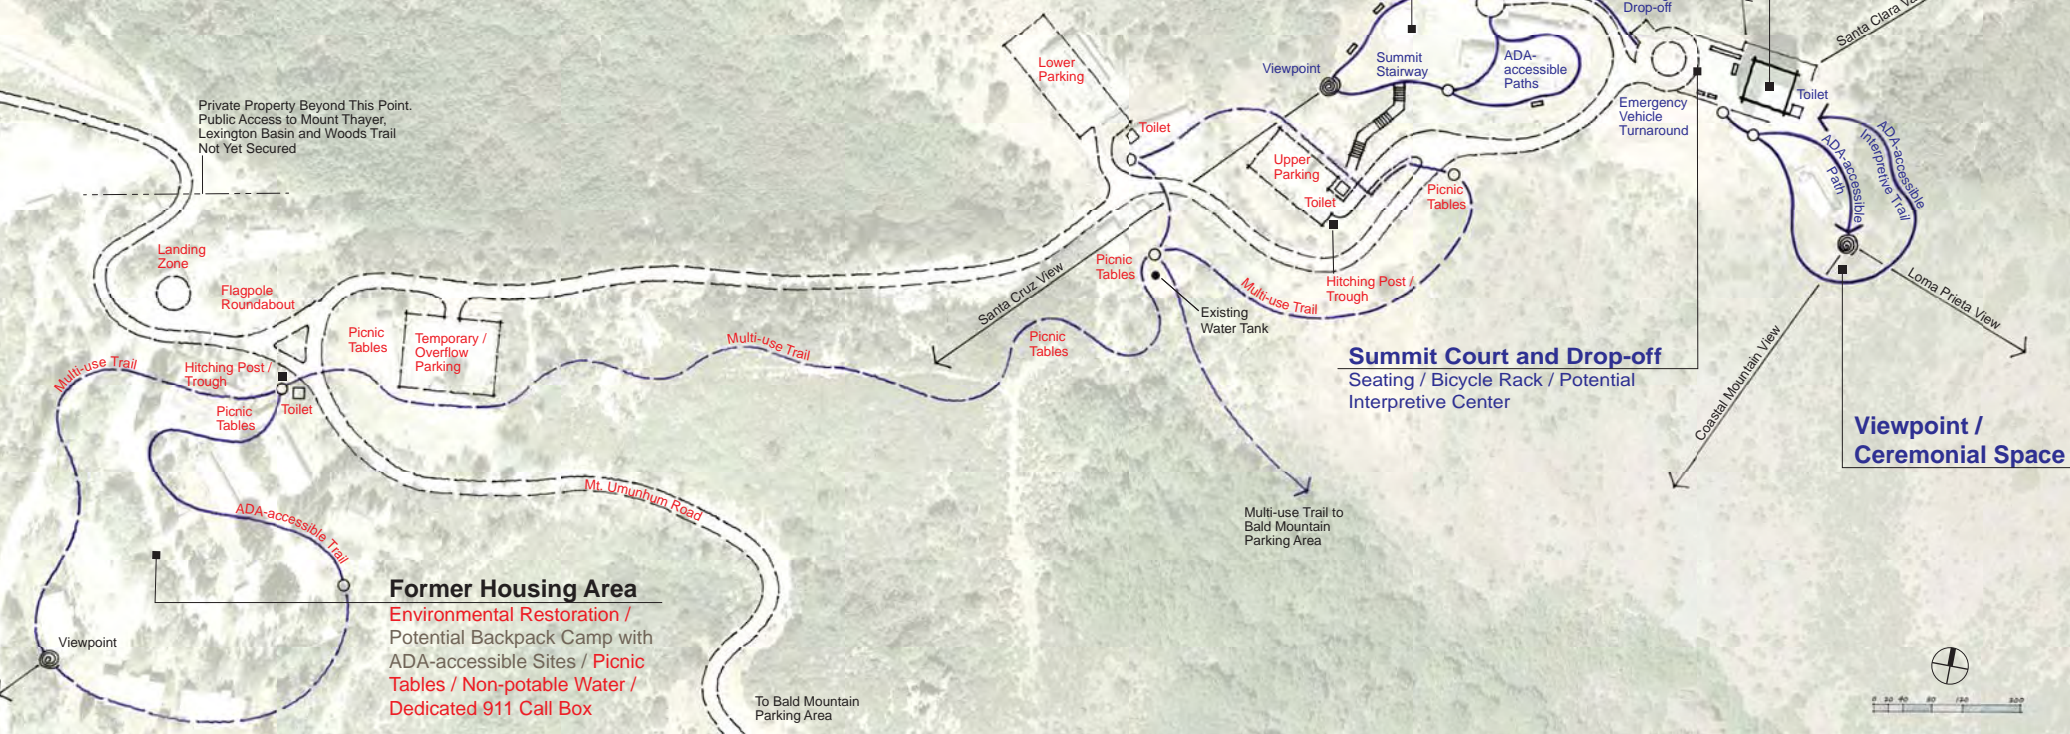 Drop-off
Santa Clara
Lower
Parking
Viewpoint
Summit
Stairway
ADA-
accessible
Paths
Toilet
Emergency
Vehicle
Turnaround
Private Property Beyond This Point.
Public Access to Mount Thayer,
Lexington Basin and Woods Trail
Not Yet Secured
Toilet
Upper
Parking
Toilet
Picnic
Tables
ADA-accessible
Path
ADA-accessible
Interpretive Trail
Landing
Zone
Flagpole
Roundabout
Picnic
Tables
Santa Cruz View
Multi-use Trail
Hitching Post /
Trough
Loma Prieta View
Existing
Water Tank
Picnic
Tables
Temporary /
Overflow
Parking
Multi-use Trail
Picnic
Tables
Multi-use Trail
Hitching Post /
Trough
Picnic
Tables
Toilet
Summit Court and Drop-off
Seating / Bicycle Rack / Potential
Interpretive Center
Coastal Mountain View
Viewpoint /
Ceremonial Space
Mt. Umunhum Road
ADA-accessible Trail
Multi-use Trail to
Bald Mountain
Parking Area
Former Housing Area
Environmental Restoration /
Potential Backpack Camp with
ADA-accessible Sites / Picnic
Tables / Non-potable Water /
Dedicated 911 Call Box
Viewpoint
To Bald Mountain
Parking Area
0 20 40 80 120 200